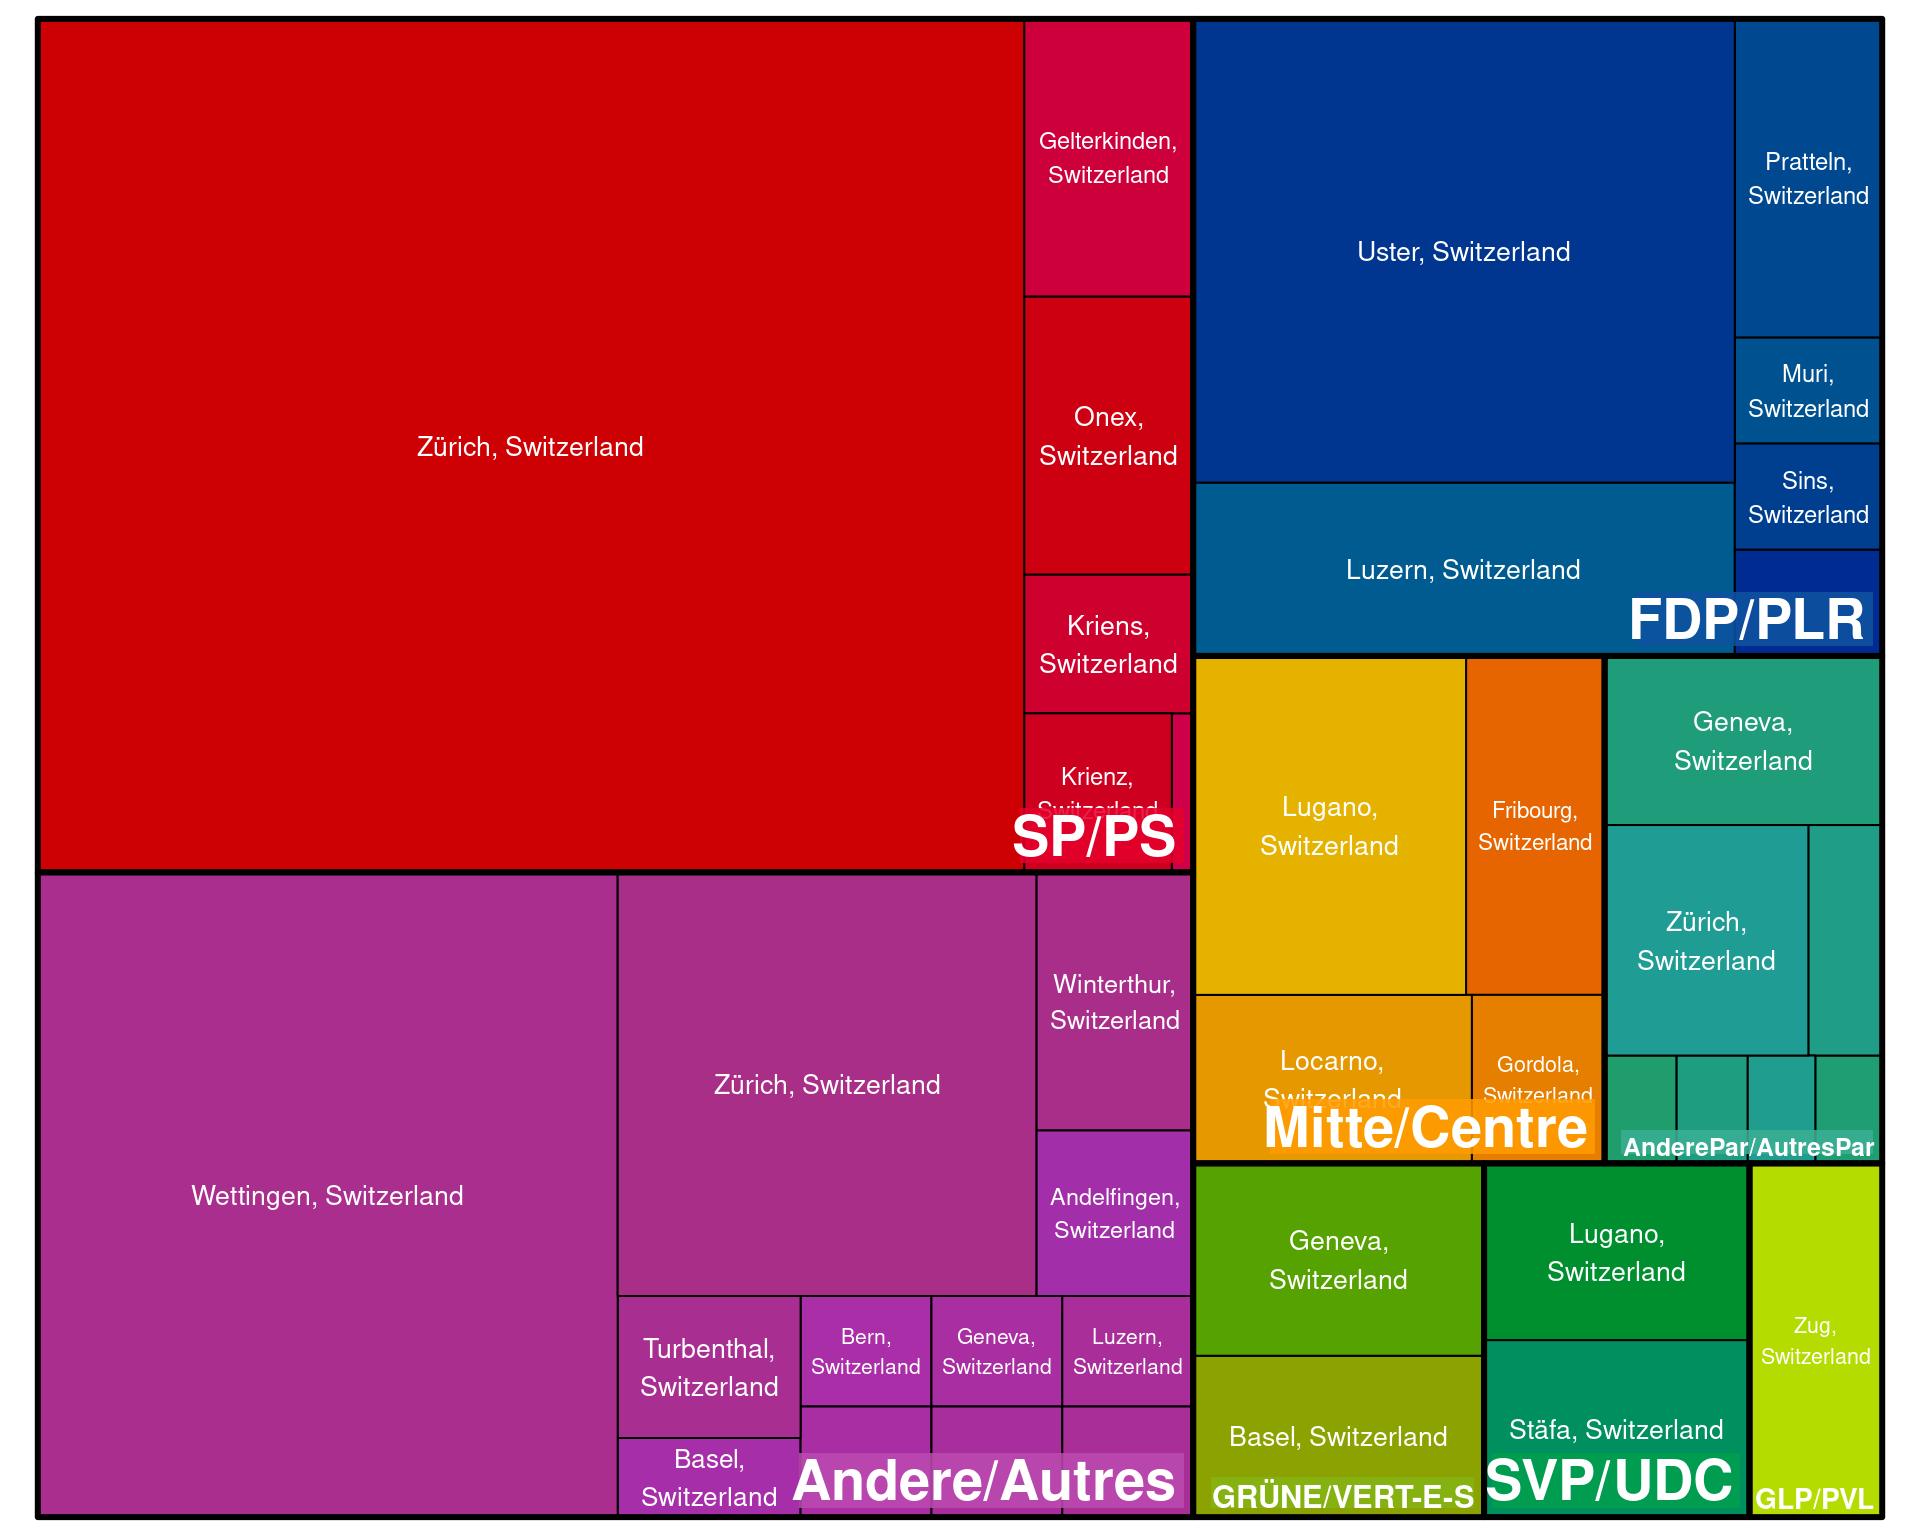 Zürich, Switzerland
Gelterkinden,
Switzerland
Onex,
Switzerland
Kriens,
Switzerland
Krienz,
Switzerland
SP/PS
Uster, Switzerland
Pratteln,
Switzerland
Muri,
Switzerland
Sins,
Switzerland
Luzern, Switzerland
FDP/PLR
Wettingen, Switzerland
Zürich, Switzerland
Winterthur,
Switzerland
Andelfingen,
Switzerland
Turbenthal,
Switzerland
Bern,
Switzerland
Geneva,
Switzerland
Luzern,
Switzerland
Basel,
Switzerland
Andere/Autres
Lugano,
Switzerland
Fribourg,
Switzerland
Locarno,
Switzerland
Gordola,
Switzerland
Mitte/Centre
Geneva,
Switzerland
Zürich,
Switzerland
AnderePar/AutresPar
Geneva,
Switzerland
Basel, Switzerland
GRÜNE/VERT-E-S
Lugano,
Switzerland
Stäfa, Switzerland
SVP/UDC
Zug,
Switzerland
GLP/PVL